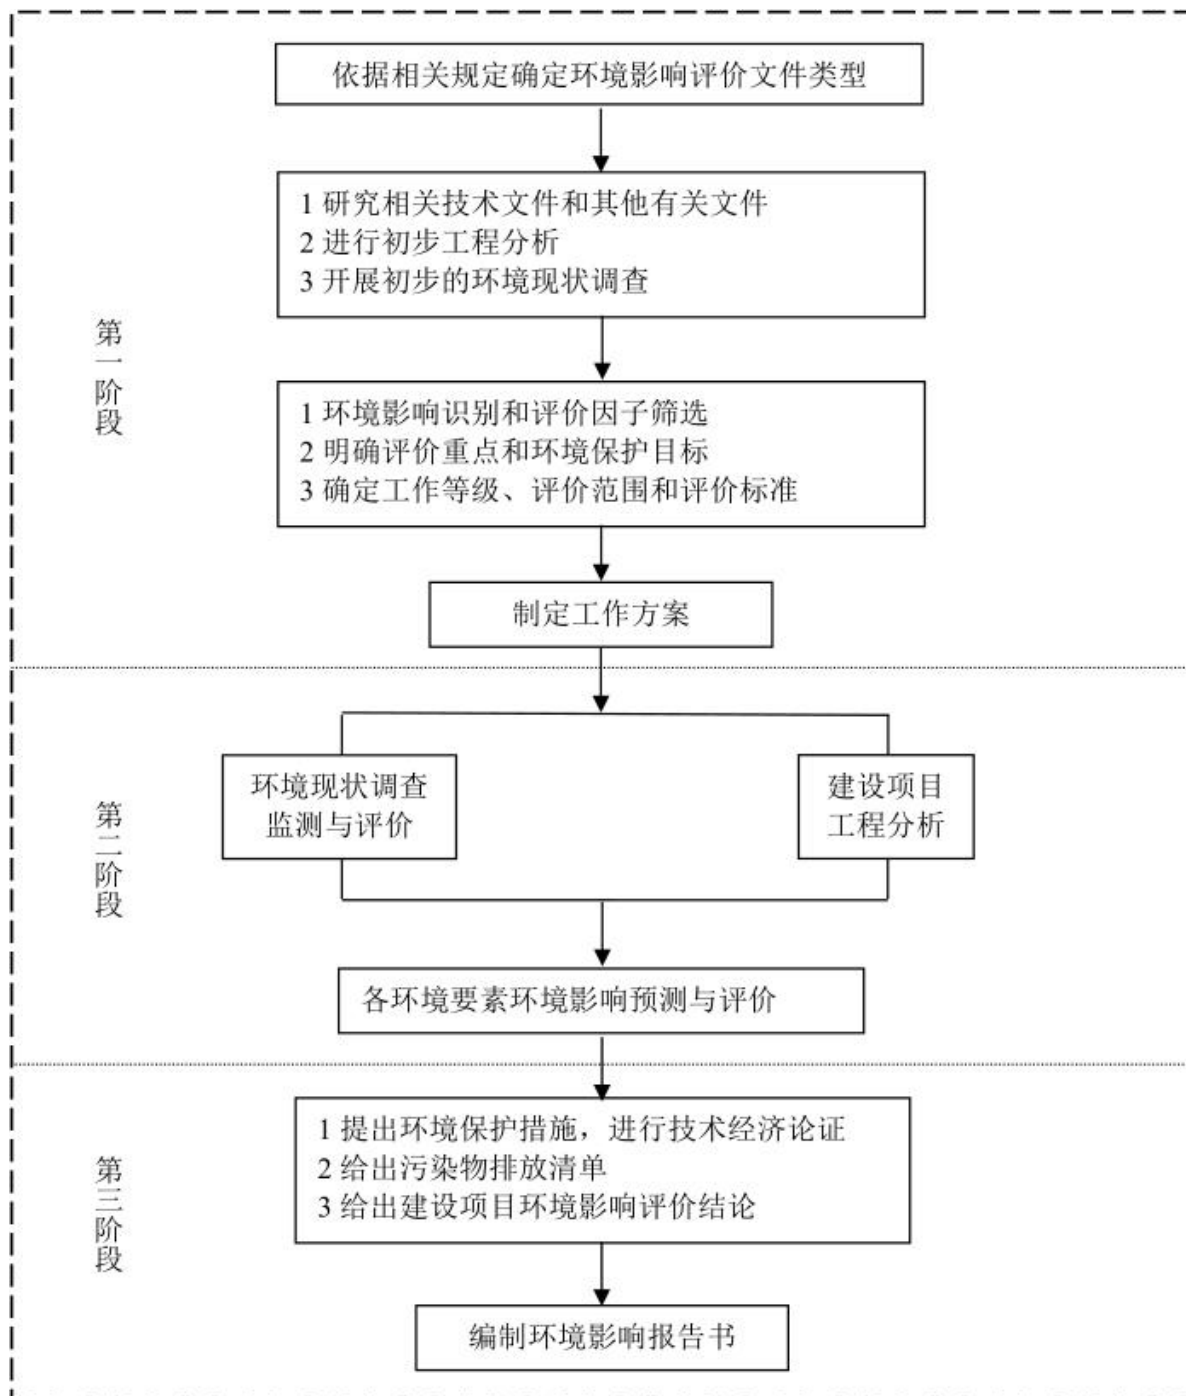 依据相关规定确定环境影响评价文件类型
1 研究相关技术文件和其他有关文件
2 进行初步工程分析
3 开展初步的环境现状调查
第一阶段
1 环境影响识别和评价因子筛选
2 明确评价重点和环境保护目标
3 确定工作等级、评价范围和评价标准
制定工作方案
环境现状调查
监测与评价
建设项目
工程分析
第二阶段
各环境要素环境影响预测与评价
1 提出环境保护措施，进行技术经济论证
2 给出污染物排放清单
3 给出建设项目环境影响评价结论
第三阶段
编制环境影响报告书